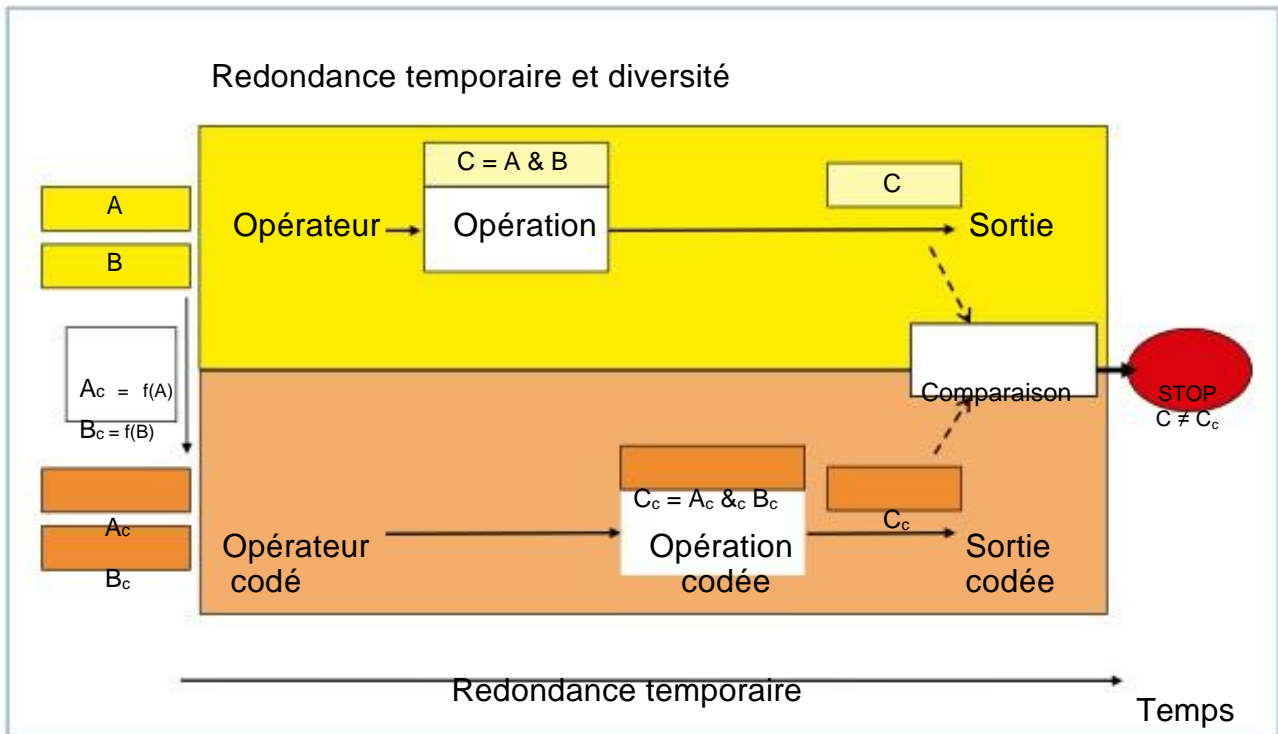 Redondance temporaire et diversité
C = A & B
C
A
Opérateur
Opération
Sortie
B
Ac = f(A)
Bc = f(B)
Comparaison
STOP
C ≠ Cc
Cc = Ac &c Bc
Cc
Ac
Bc
Opérateur
codé
Opération
codée
Sortie
codée
Redondance temporaire
Temps